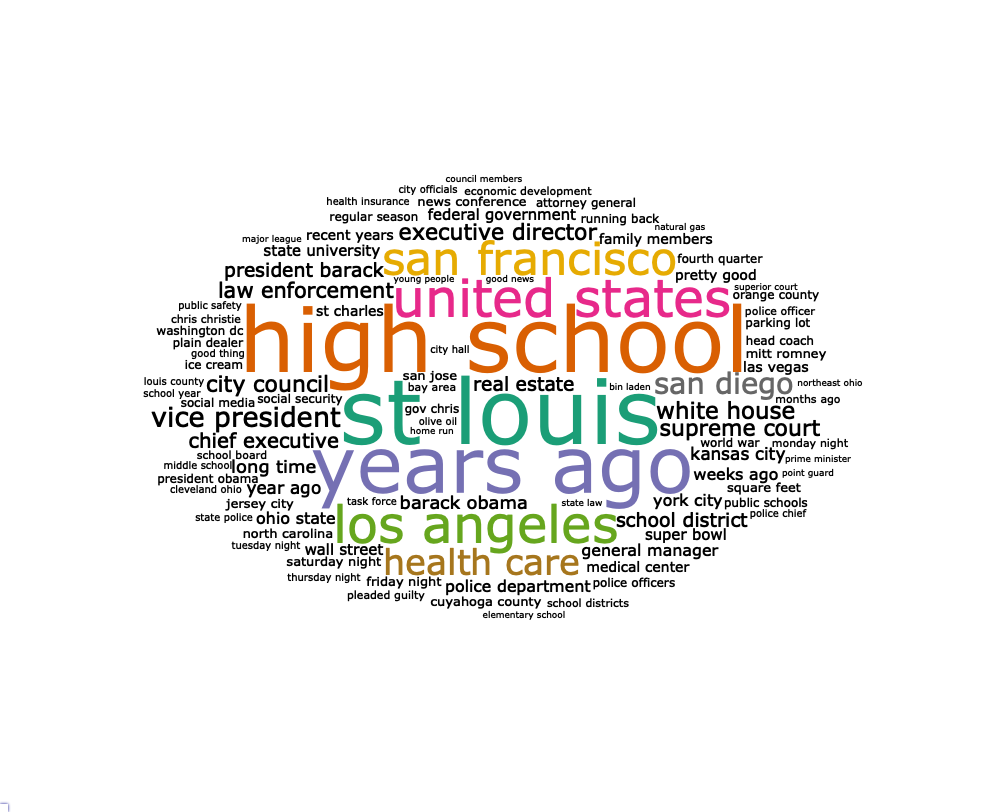 council members
city officials economic development
health insurance news conference attorney general
regular season federal government running back
natural gas
major league recent years executive director family members
state university san francisco fourth quarter
president barack young people good news pretty good
law enforcement united states superior court
orange county
public safety st charles high school police officer
chris christie parking lot
washington dc
plain dealer city hall head coach
good thing mitt romney
ice cream las vegas
louis county city council san jose real estate bin laden san diego northeast ohio
school year bay area
social media social security st louis months ago
vice president gov chris white house
olive oil supreme court
home run
chief executive world war monday night
school board years ago kansas city prime minister
middle school long time weeks ago point guard
president obama square feet
cleveland ohio year ago
jersey city task force barack obama state law york city public schools
state police ohio state los angeles school district police chief
north carolina super bowl
tuesday night wall street general manager
saturday night health care medical center
thursday night friday night police department police officers
pleaded guilty cuyahoga county school districts
elementary school